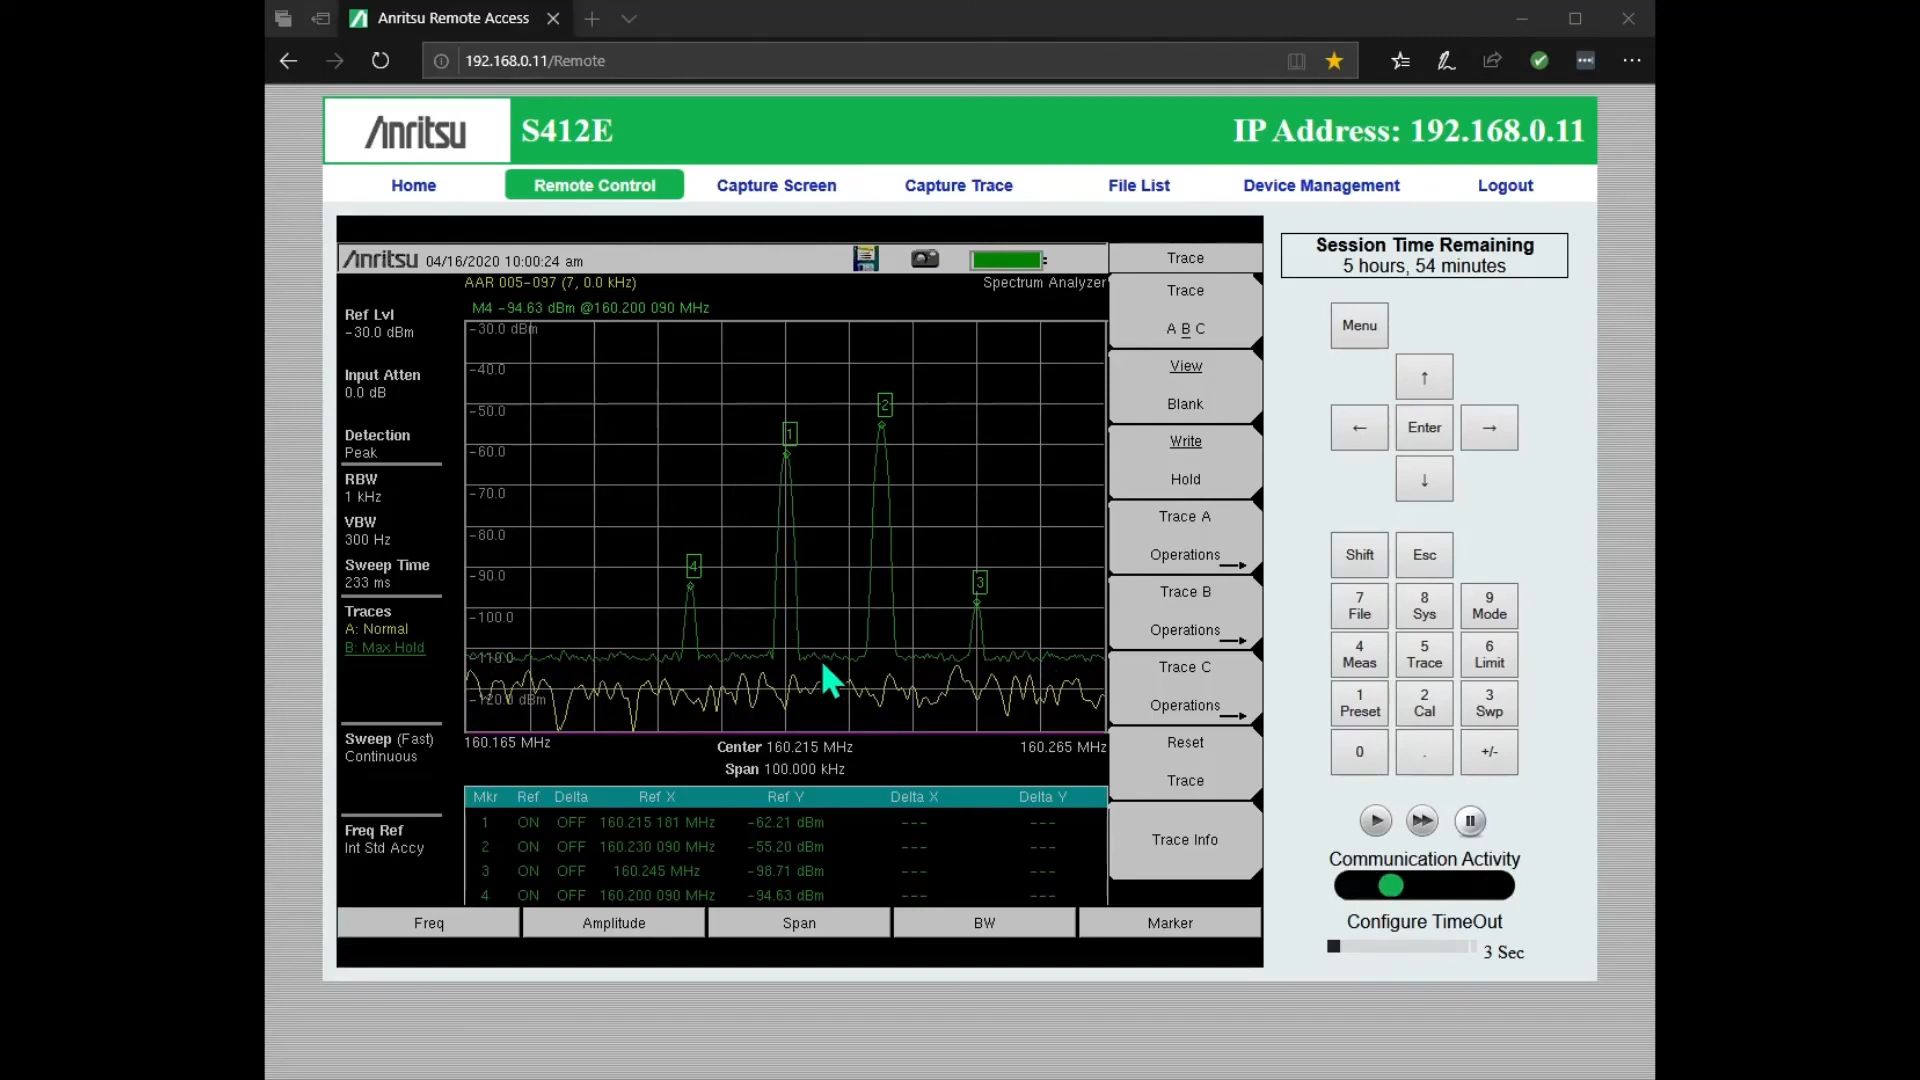 Anritsu Remote Access
192.168.0.11/Remote
Anritsu
S412E
IP Address: 192.168.0.11
Home
Remote Control
Capture Screen
Capture Trace
File List
Device Management
Logout
Anritsu 04/16/2020 10:00:24 am
AAR 005-097 (7, 0.0 kHz)
Spectrum Analyzer
M4 -94.63 dBm @160.200 090 MHz
Ref Lvl
-30.0 dBm
Input Atten
0.0 dB
Detection
Peak
RBW
1 kHz
VBW
300 Hz
Sweep Time
233 ms
Traces
A: Normal
B: Max Hold
Sweep (Fast)
Continuous
Freq Ref
Int Std Accy
-30.0 dBm
-40.0
-50.0
-60.0
-70.0
-80.0
-90.0
-100.0
-110.0
-120.0 dBm
1
2
3
4
160.165 MHz
Center 160.215 MHz
160.265 MHz
Span 100.000 kHz
Mkr Ref Delta Ref X Ref Y Delta X Delta Y
1 ON OFF 160.215 181 MHz -62.21 dBm --- ---
2 ON OFF 160.230 090 MHz -55.20 dBm --- ---
3 ON OFF 160.245 MHz -98.71 dBm --- ---
4 ON OFF 160.200 090 MHz -94.63 dBm --- ---
Freq
Amplitude
Span
BW
Marker
Trace
Trace
A B C
View
Blank
Write
Hold
Trace A
Operations
Trace B
Operations
Trace C
Operations
Reset
Trace
Trace Info
Session Time Remaining
5 hours, 54 minutes
Menu
↑
←
Enter
→
↓
Shift
Esc
7
File
8
Sys
9
Mode
4
Meas
5
Trace
6
Limit
1
Preset
2
Cal
3
Swp
0
.
+/-
Communication Activity
Configure TimeOut
3 Sec